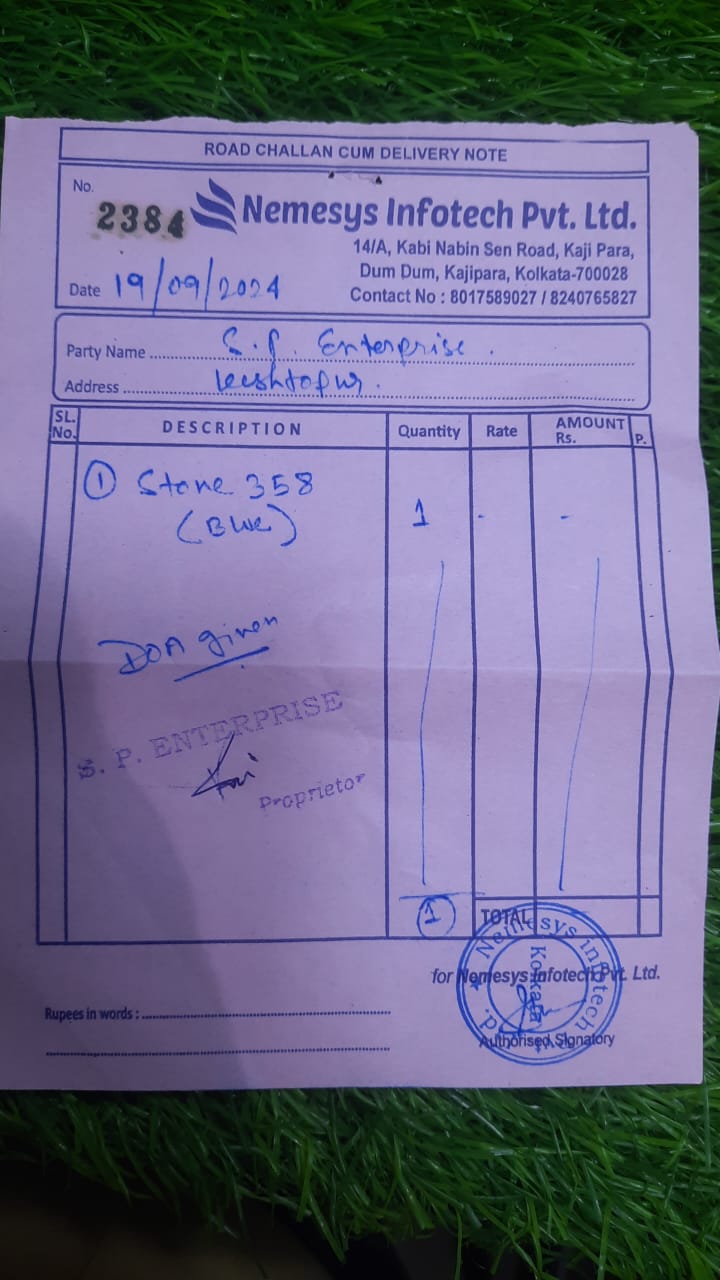 ROAD CHALLAN CUM DELIVERY NOTE
No. 2384
Nemesys Infotech Pvt. Ltd.
14/A, Kabi Nabin Sen Road, Kaji Para,
Dum Dum, Kajipara, Kolkata-700028
Contact No : 8017589027 / 8240765827
Date 19/09/2024
Party Name S.P. Enterprise.
Address Keshtopur.
SL. No. DESCRIPTION Quantity Rate AMOUNT Rs. P.
① Stone 358 1 - -
(Blue)
DOA given
S. P. ENTERPRISE
Proprietor
1 TOTAL
Nemesys infotech Pvt. Ltd.
Kolkata
for Nemesys Infotech Pvt. Ltd.
Rupees in words :
Authorised Signatory